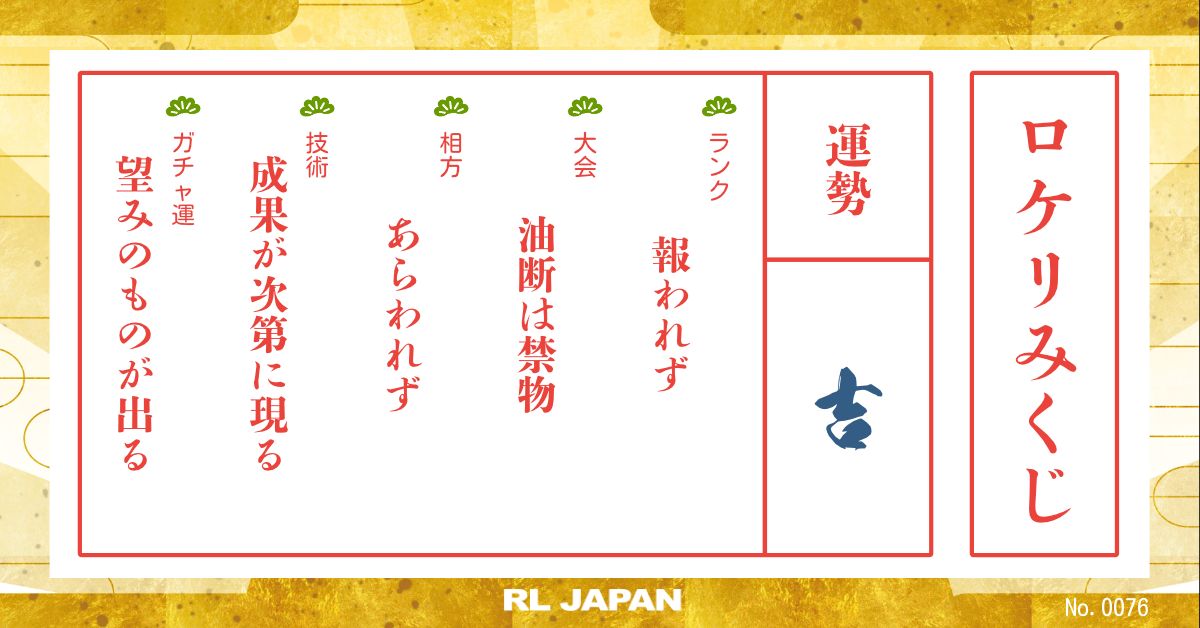 ロケリみくじ
運勢
吉
ランク
報われず
大会
油断は禁物
相方
あらわれず
技術
成果が次第に現る
ガチャ運
望みのものが出る
RL JAPAN
No. 0076